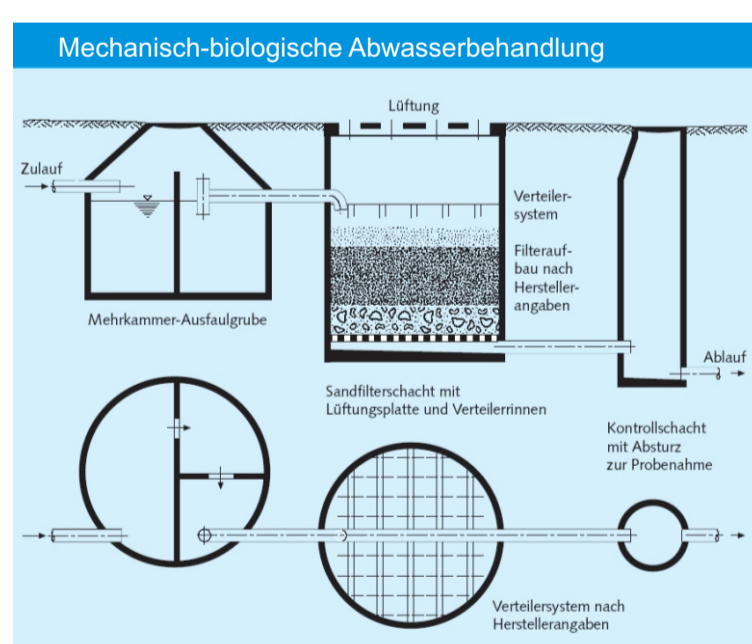 Mechanisch-biologische Abwasserbehandlung
Lüftung
Zulauf
Verteiler-
system
Filterauf-
bau nach
Hersteller-
angaben
Mehrkammer-Ausfaulgrube
Ablauf
Sandfilterschacht mit
Lüftungsplatte und Verteilerrinnen
Kontrollschacht
mit Absturz
zur Probenahme
Verteilersystem nach
Herstellerangaben